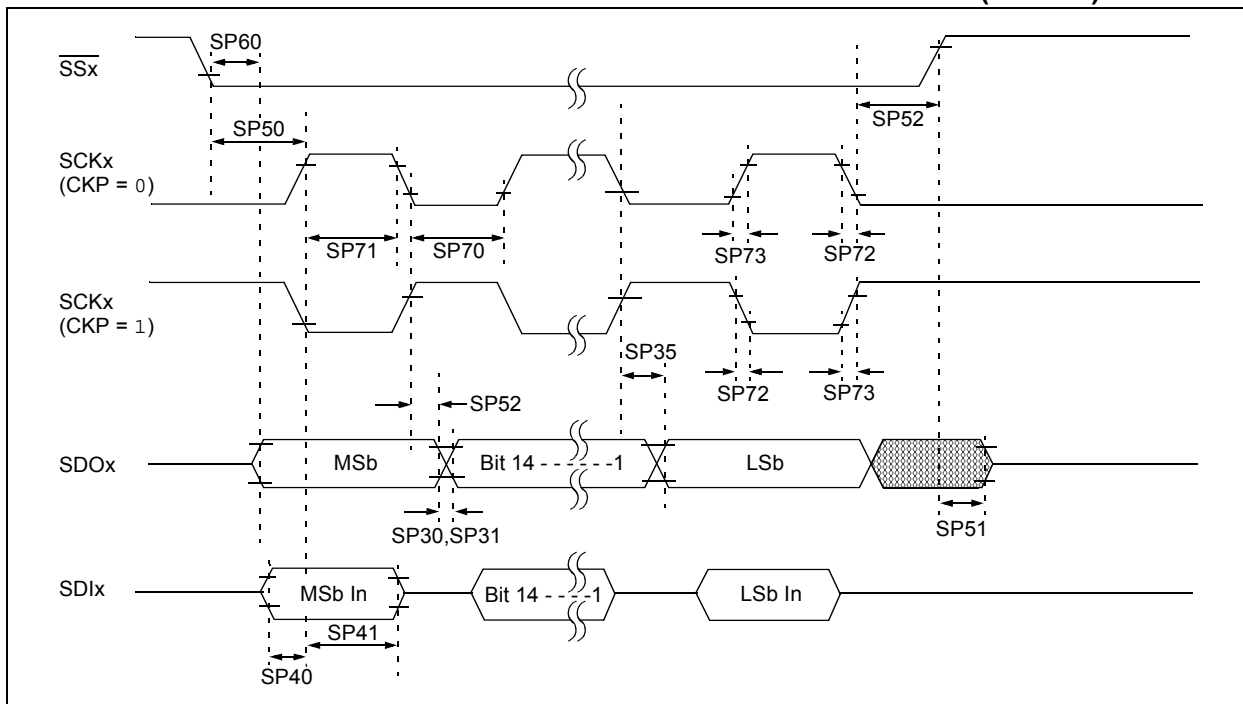 SP60
SSx
SP52
SP50
SCKx
(CKP = 0)
SP71
SP70
SP73
SP72
SCKx
(CKP = 1)
SP35
SP72
SP73
SP52
SDOx
MSb
Bit 14 - - - - - -1
LSb
SP30,SP31
SP51
SDIx
MSb In
Bit 14 - - - -1
LSb In
SP41
SP40